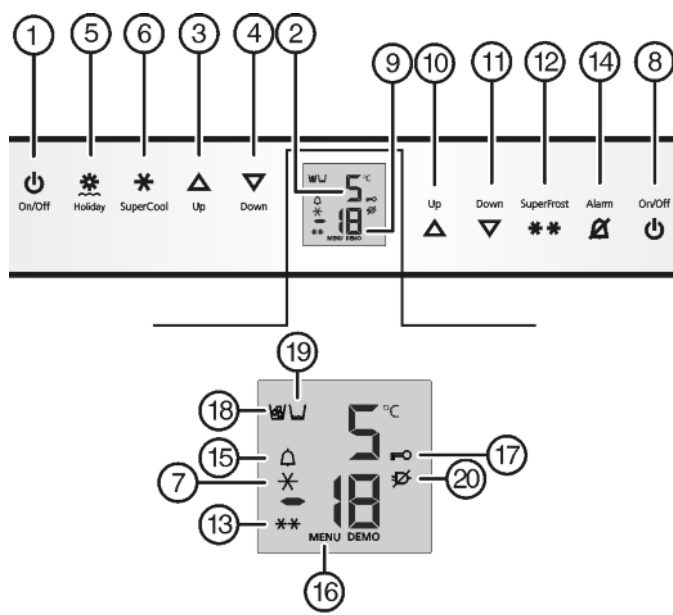 1 5 6 3 4 2 9 10 11 12 14 8
On/Off Holiday SuperCool Up Down
5 °C
18
MENU DEMO
Up Down SuperFrost Alarm On/Off
19
18
5 °C
15
17
7
20
18
13
MENU DEMO
16